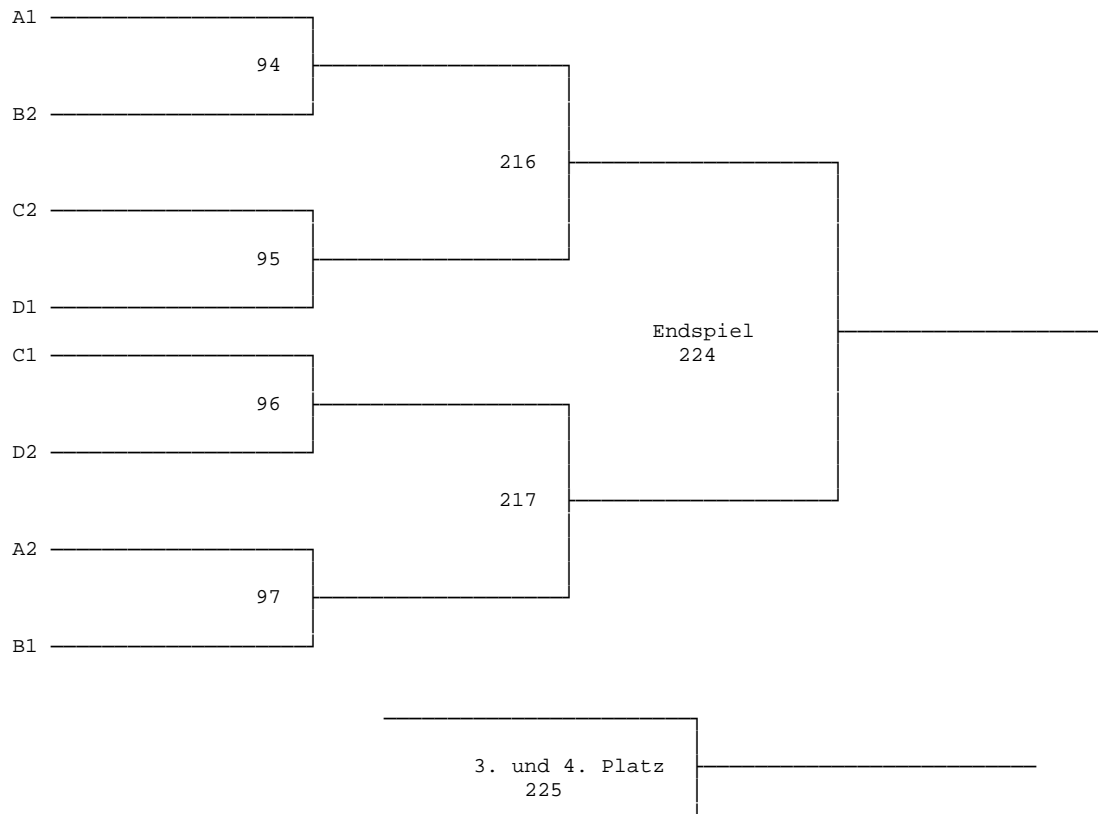 A1
94
B2
216
C2
95
D1
Endspiel
224
C1
96
D2
217
A2
97
B1
3. und 4. Platz
225